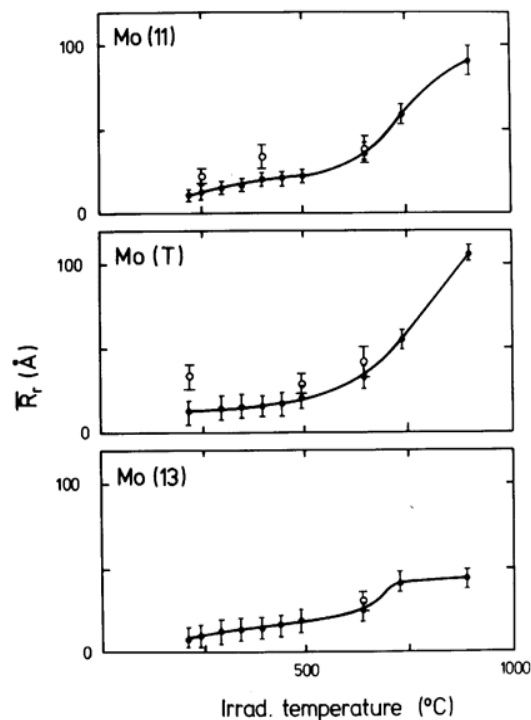 Mo (11)
100
0
Mo (T)
100
0
R̅ᵣ (Å)
Mo (13)
100
0
500
1000
Irrad. temperature (°C)